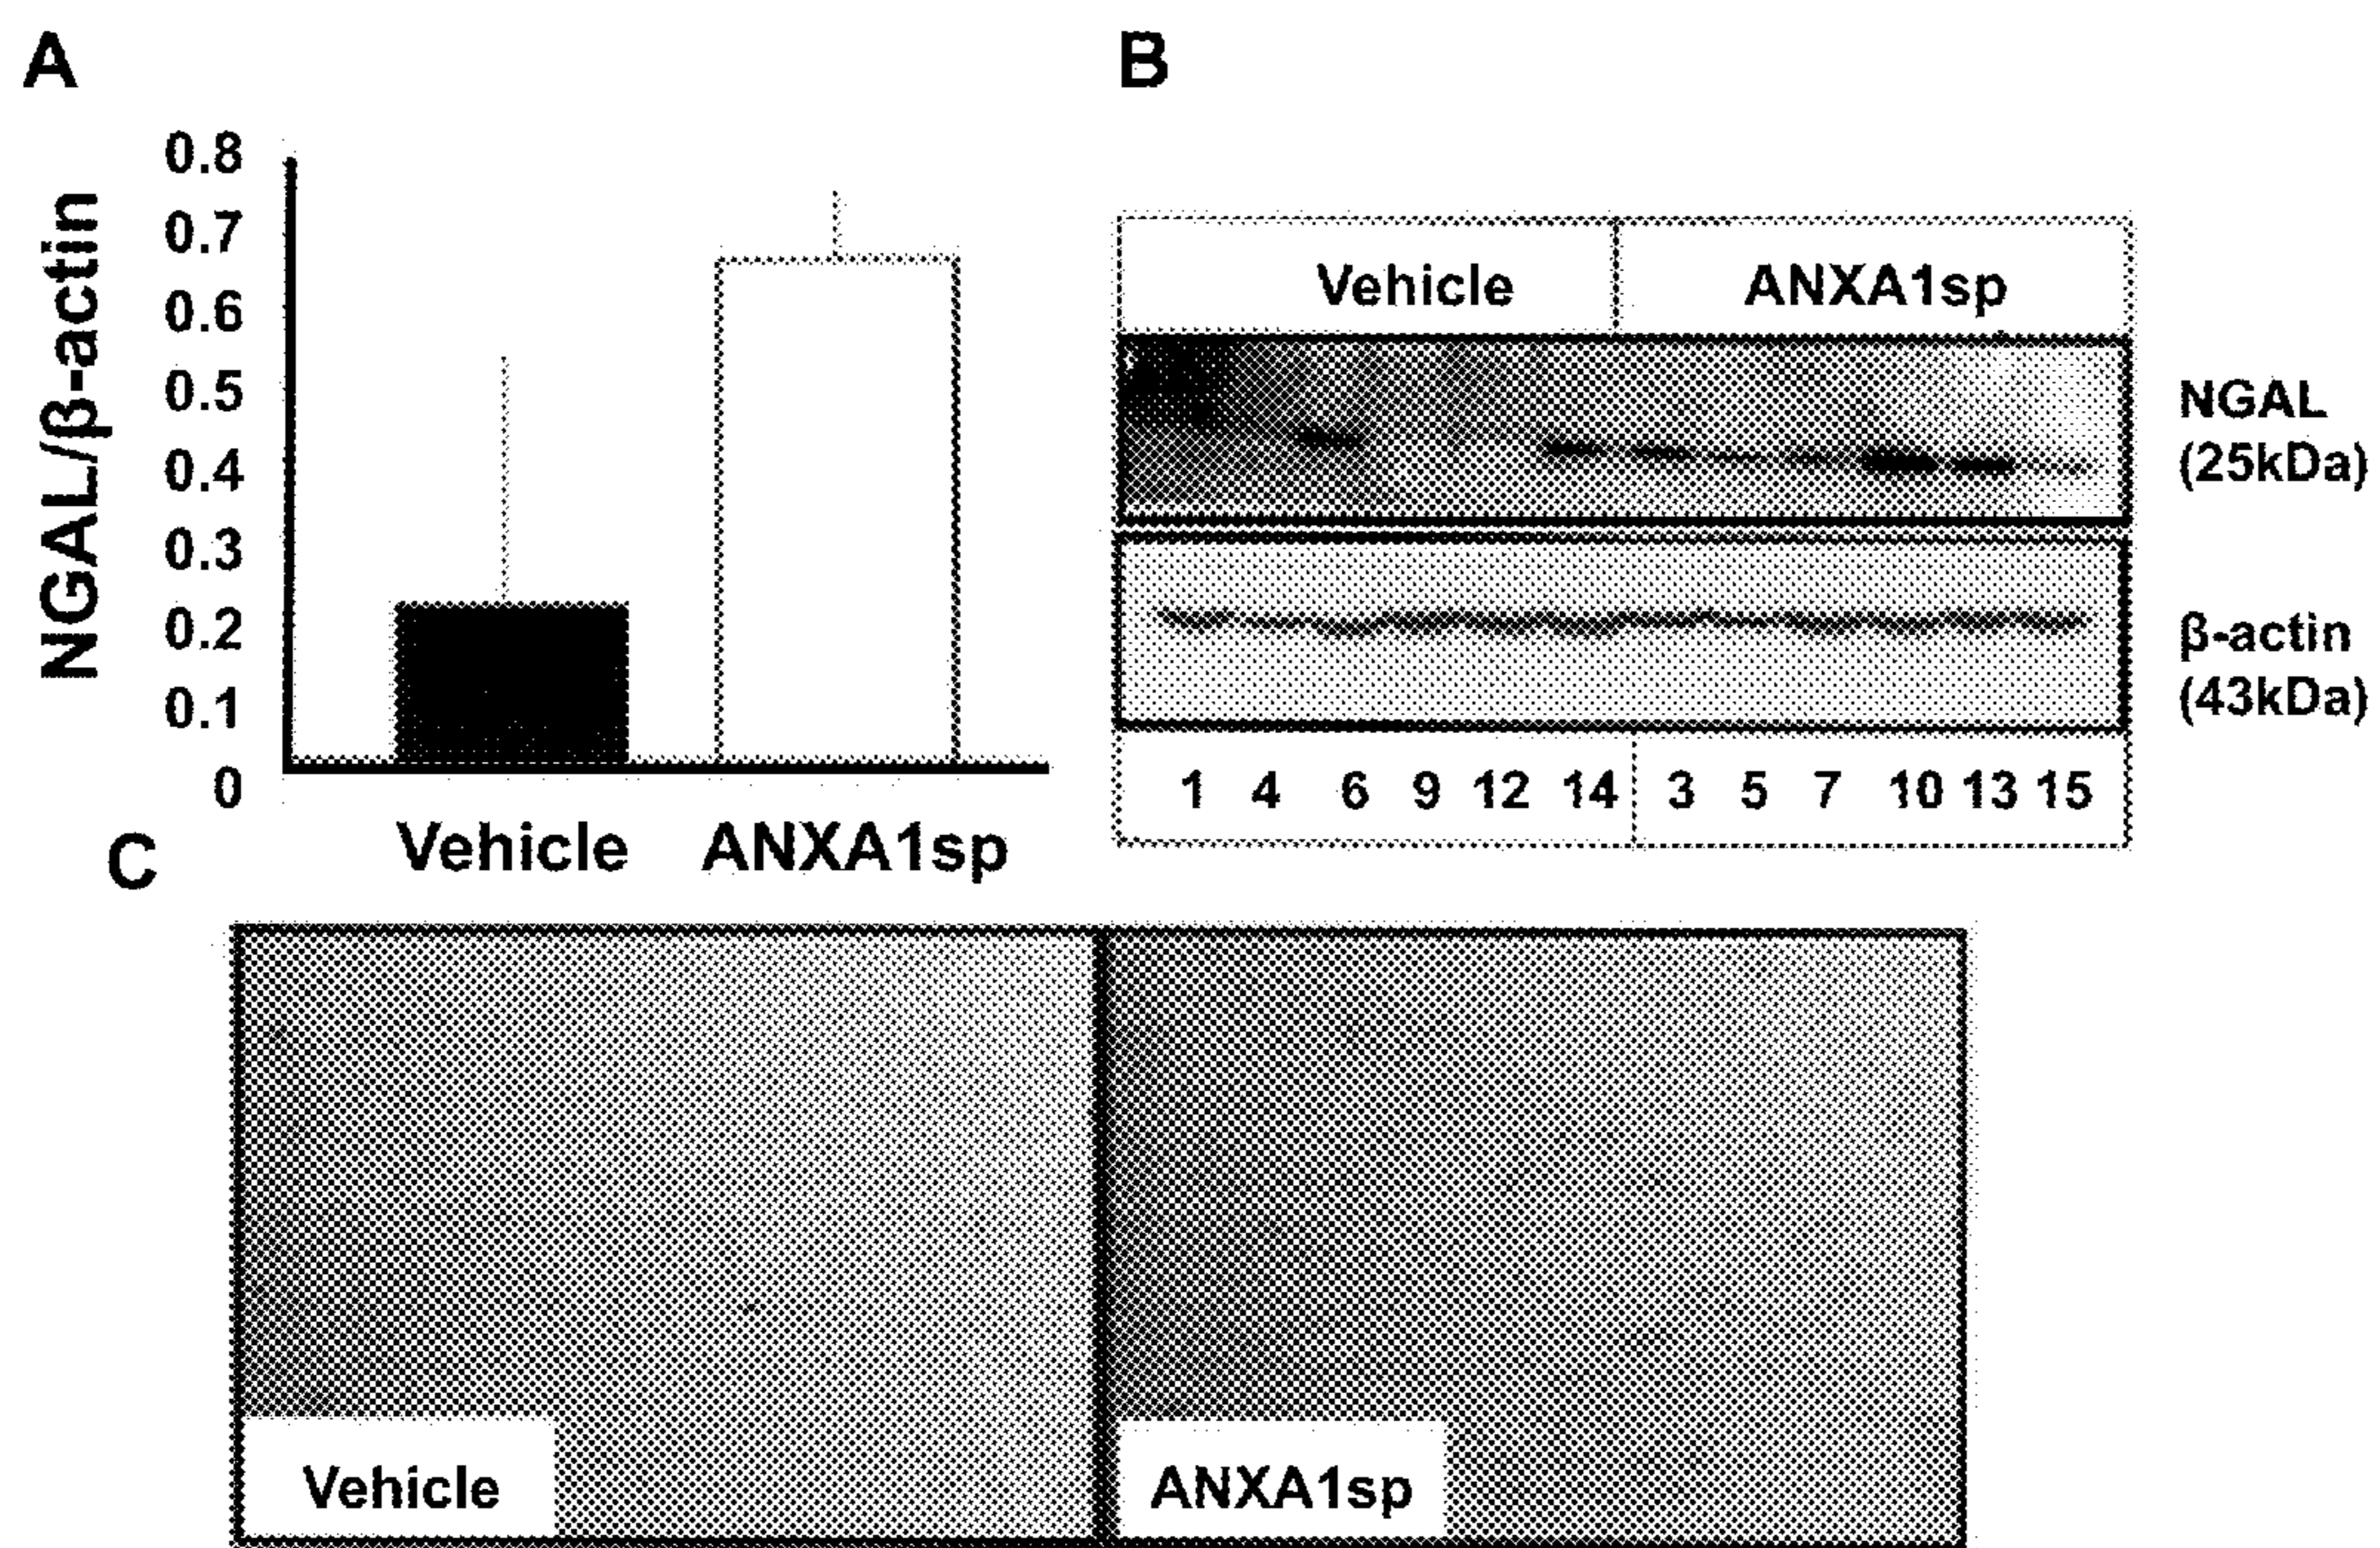 A
NGAL/β-actin
0.8
0.7
0.6
0.5
0.4
0.3
0.2
0.1
0
Vehicle ANXA1sp
B
Vehicle ANXA1sp
NGAL
(25kDa)
β-actin
(43kDa)
1 4 6 9 12 14 3 5 7 10 13 15
C
Vehicle ANXA1sp